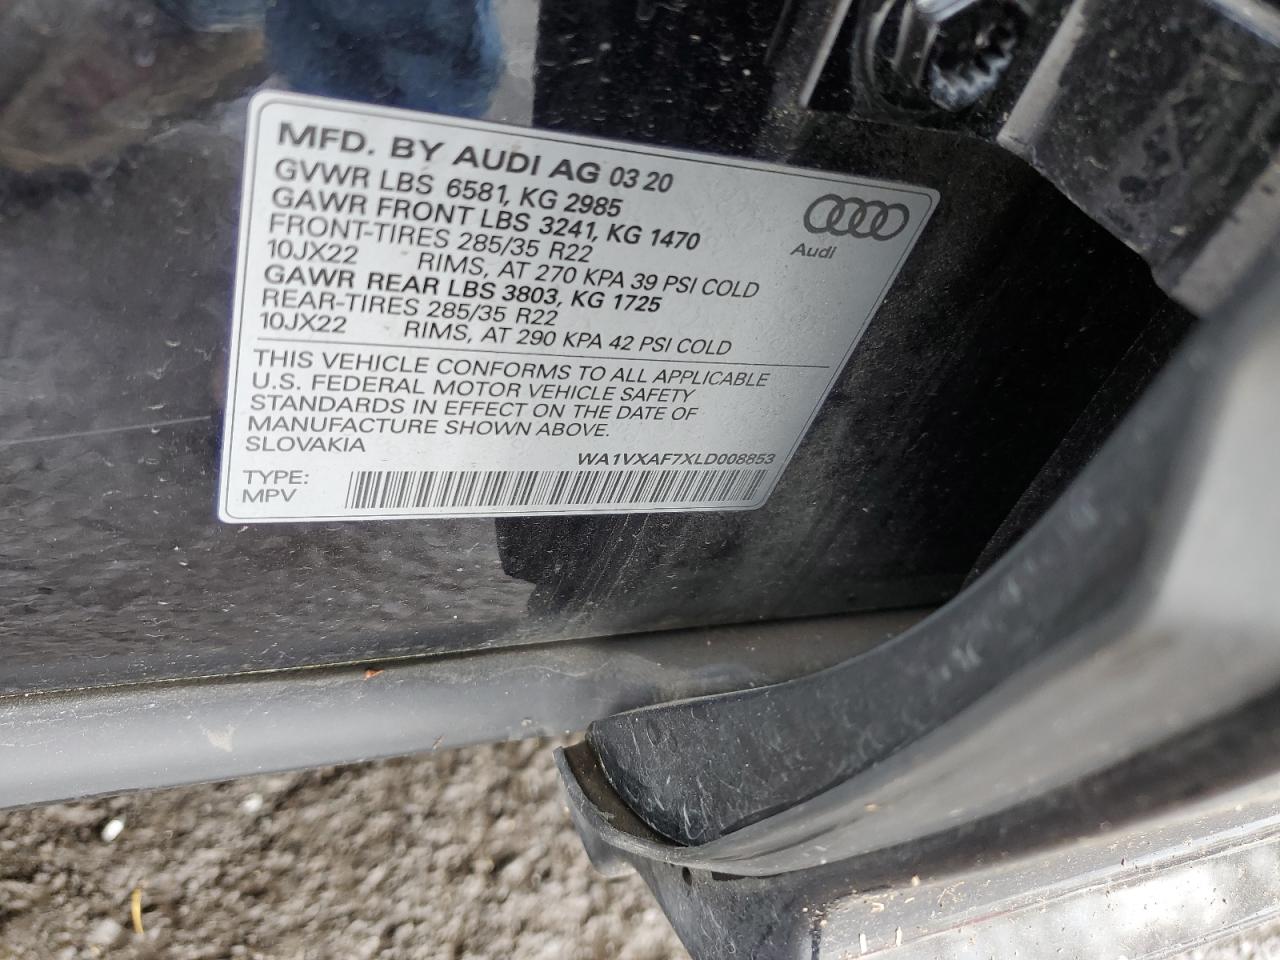 MFD. BY AUDI AG 03 20
GVWR LBS 6581, KG 2985
GAWR FRONT LBS 3241, KG 1470
FRONT-TIRES 285/35 R22
10JX22 RIMS, AT 270 KPA 39 PSI COLD
GAWR REAR LBS 3803, KG 1725
REAR-TIRES 285/35 R22
10JX22 RIMS, AT 290 KPA 42 PSI COLD
Audi
THIS VEHICLE CONFORMS TO ALL APPLICABLE
U.S. FEDERAL MOTOR VEHICLE SAFETY
STANDARDS IN EFFECT ON THE DATE OF
MANUFACTURE SHOWN ABOVE.
SLOVAKIA
WA1VXAF7XLD008853
TYPE:
MPV